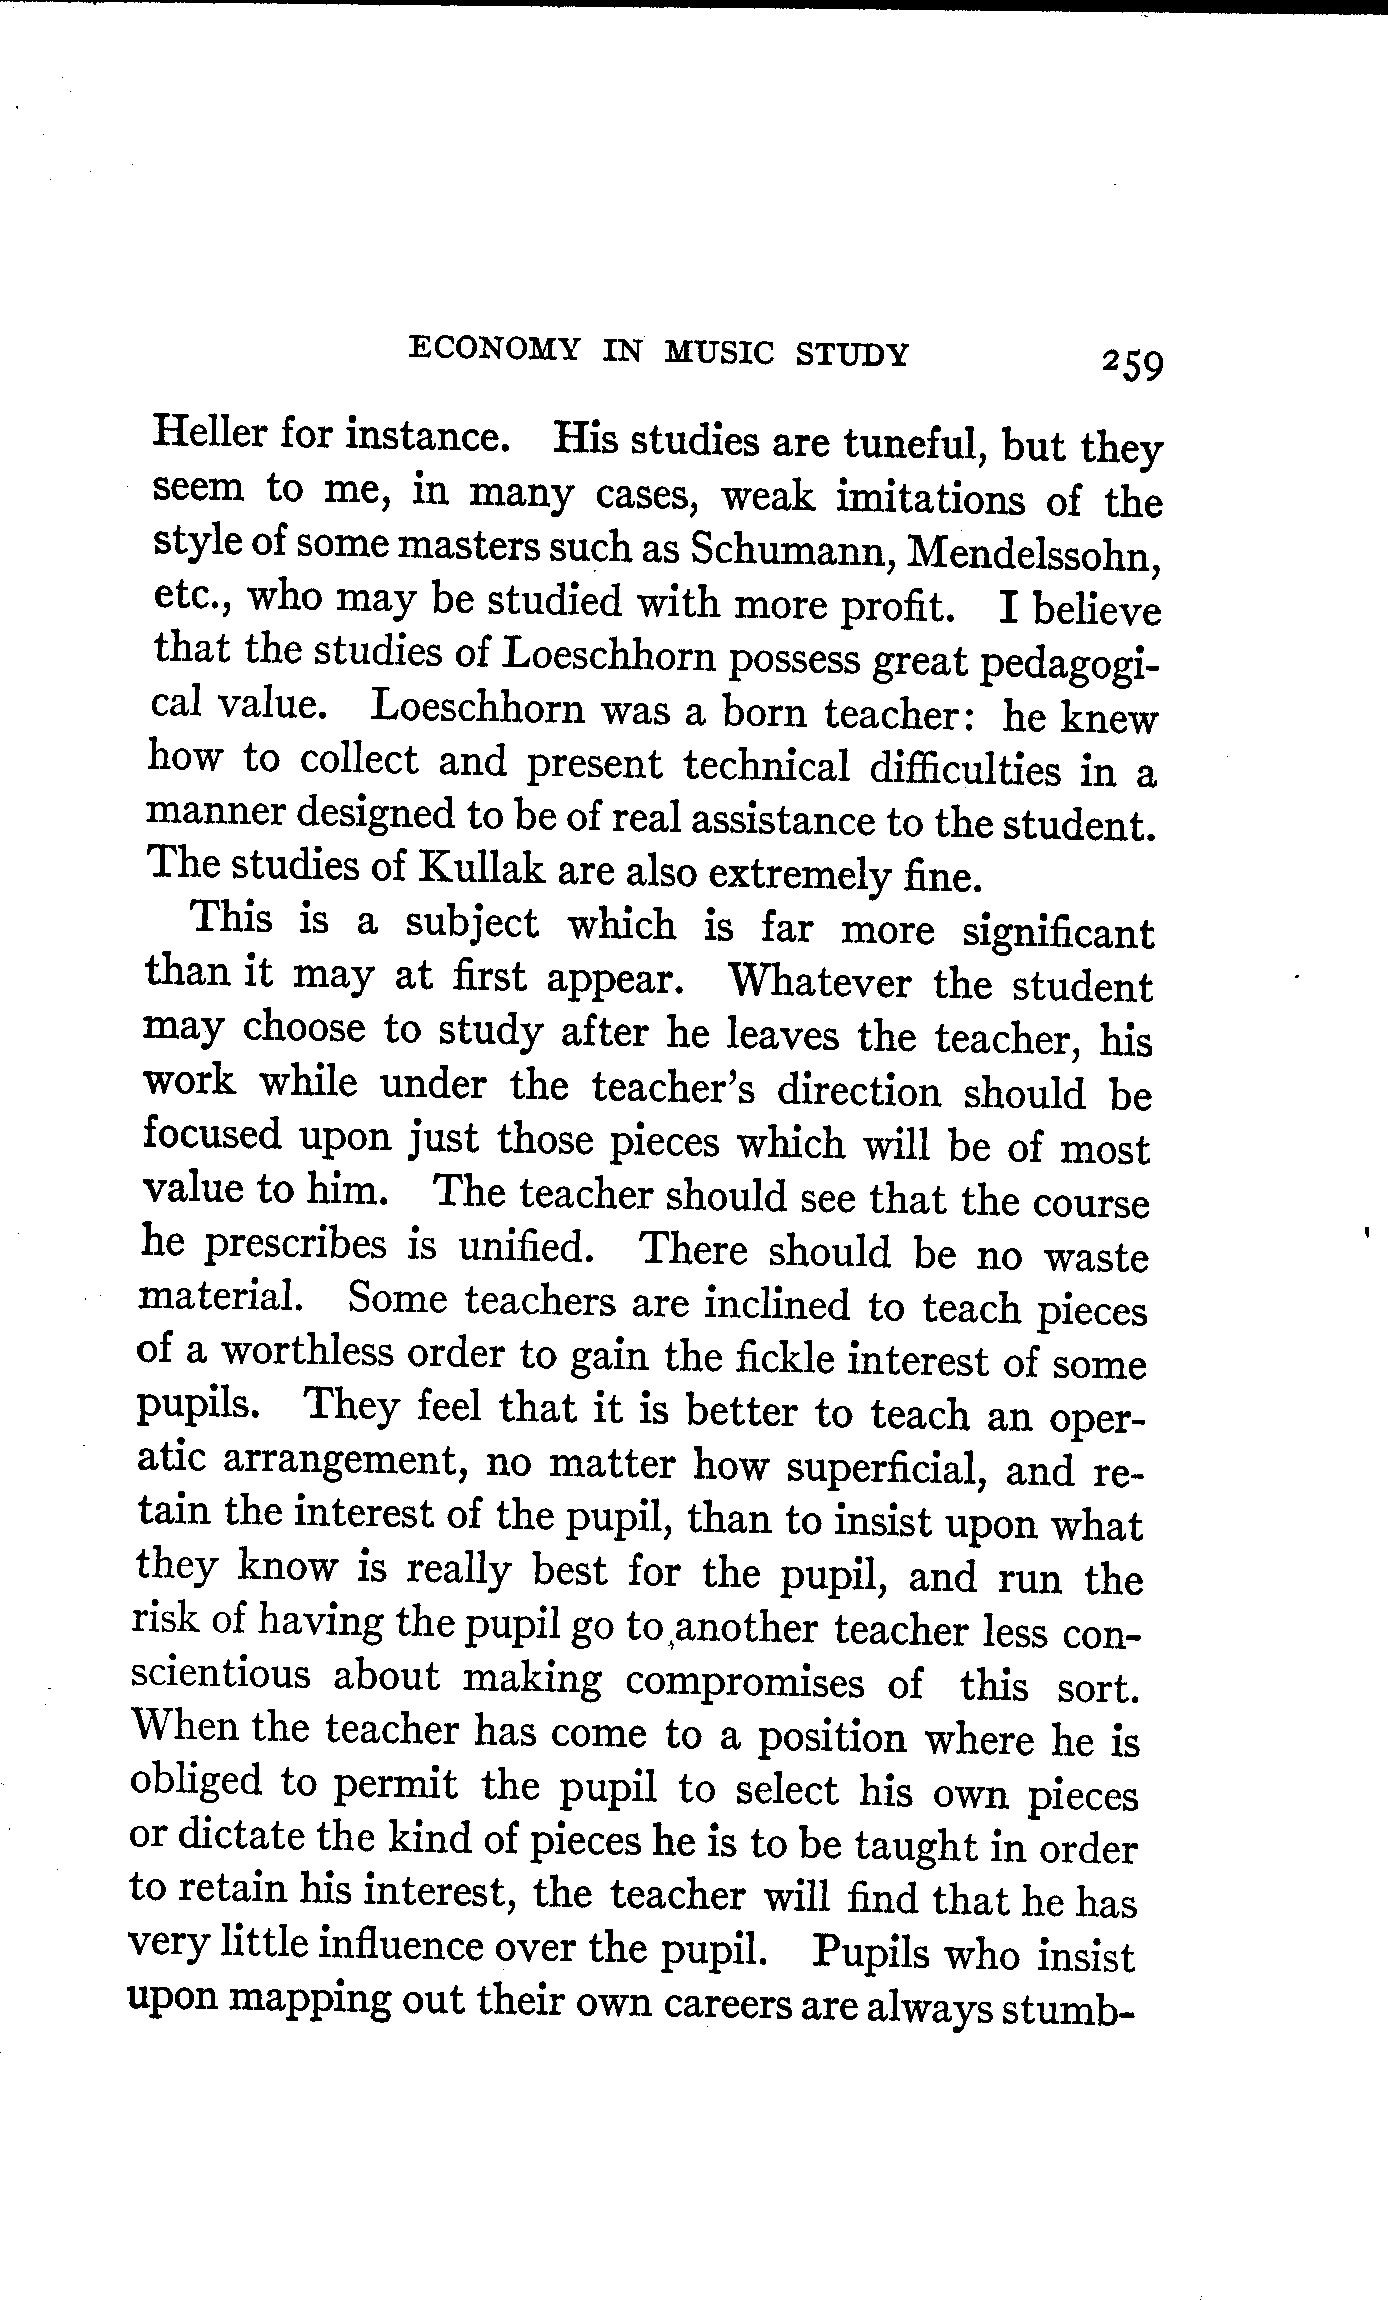 ECONOMY IN MUSIC STUDY 259
Heller for instance. His studies are tuneful, but they
seem to me, in many cases, weak imitations of the
style of some masters such as Schumann, Mendelssohn,
etc., who may be studied with more profit. I believe
that the studies of Loeschhorn possess great pedagogi-
cal value. Loeschhorn was a born teacher: he knew
how to collect and present technical difficulties in a
manner designed to be of real assistance to the student.
The studies of Kullak are also extremely fine.
This is a subject which is far more significant
than it may at first appear. Whatever the student
may choose to study after he leaves the teacher, his
work while under the teacher's direction should be
focused upon just those pieces which will be of most
value to him. The teacher should see that the course
he prescribes is unified. There should be no waste
material. Some teachers are inclined to teach pieces
of a worthless order to gain the fickle interest of some
pupils. They feel that it is better to teach an oper-
atic arrangement, no matter how superficial, and re-
tain the interest of the pupil, than to insist upon what
they know is really best for the pupil, and run the
risk of having the pupil go to another teacher less con-
scientious about making compromises of this sort.
When the teacher has come to a position where he is
obliged to permit the pupil to select his own pieces
or dictate the kind of pieces he is to be taught in order
to retain his interest, the teacher will find that he has
very little influence over the pupil. Pupils who insist
upon mapping out their own careers are always stumb-